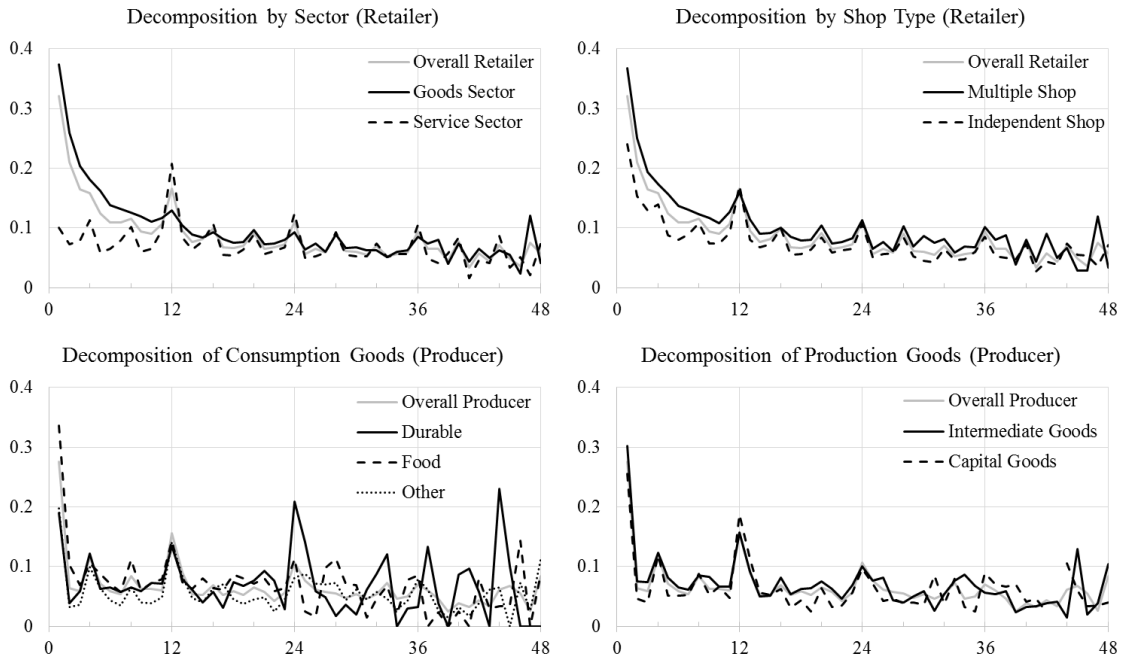 Decomposition by Sector (Retailer)
0.4
0.3
0.2
0.1
0
0 12 24 36 48
Overall Retailer
Goods Sector
Service Sector
Decomposition by Shop Type (Retailer)
0.4
0.3
0.2
0.1
0
0 12 24 36 48
Overall Retailer
Multiple Shop
Independent Shop
Decomposition of Consumption Goods (Producer)
0.4
0.3
0.2
0.1
0
0 12 24 36 48
Overall Producer
Durable
Food
Other
Decomposition of Production Goods (Producer)
0.4
0.3
0.2
0.1
0
0 12 24 36 48
Overall Producer
Intermediate Goods
Capital Goods